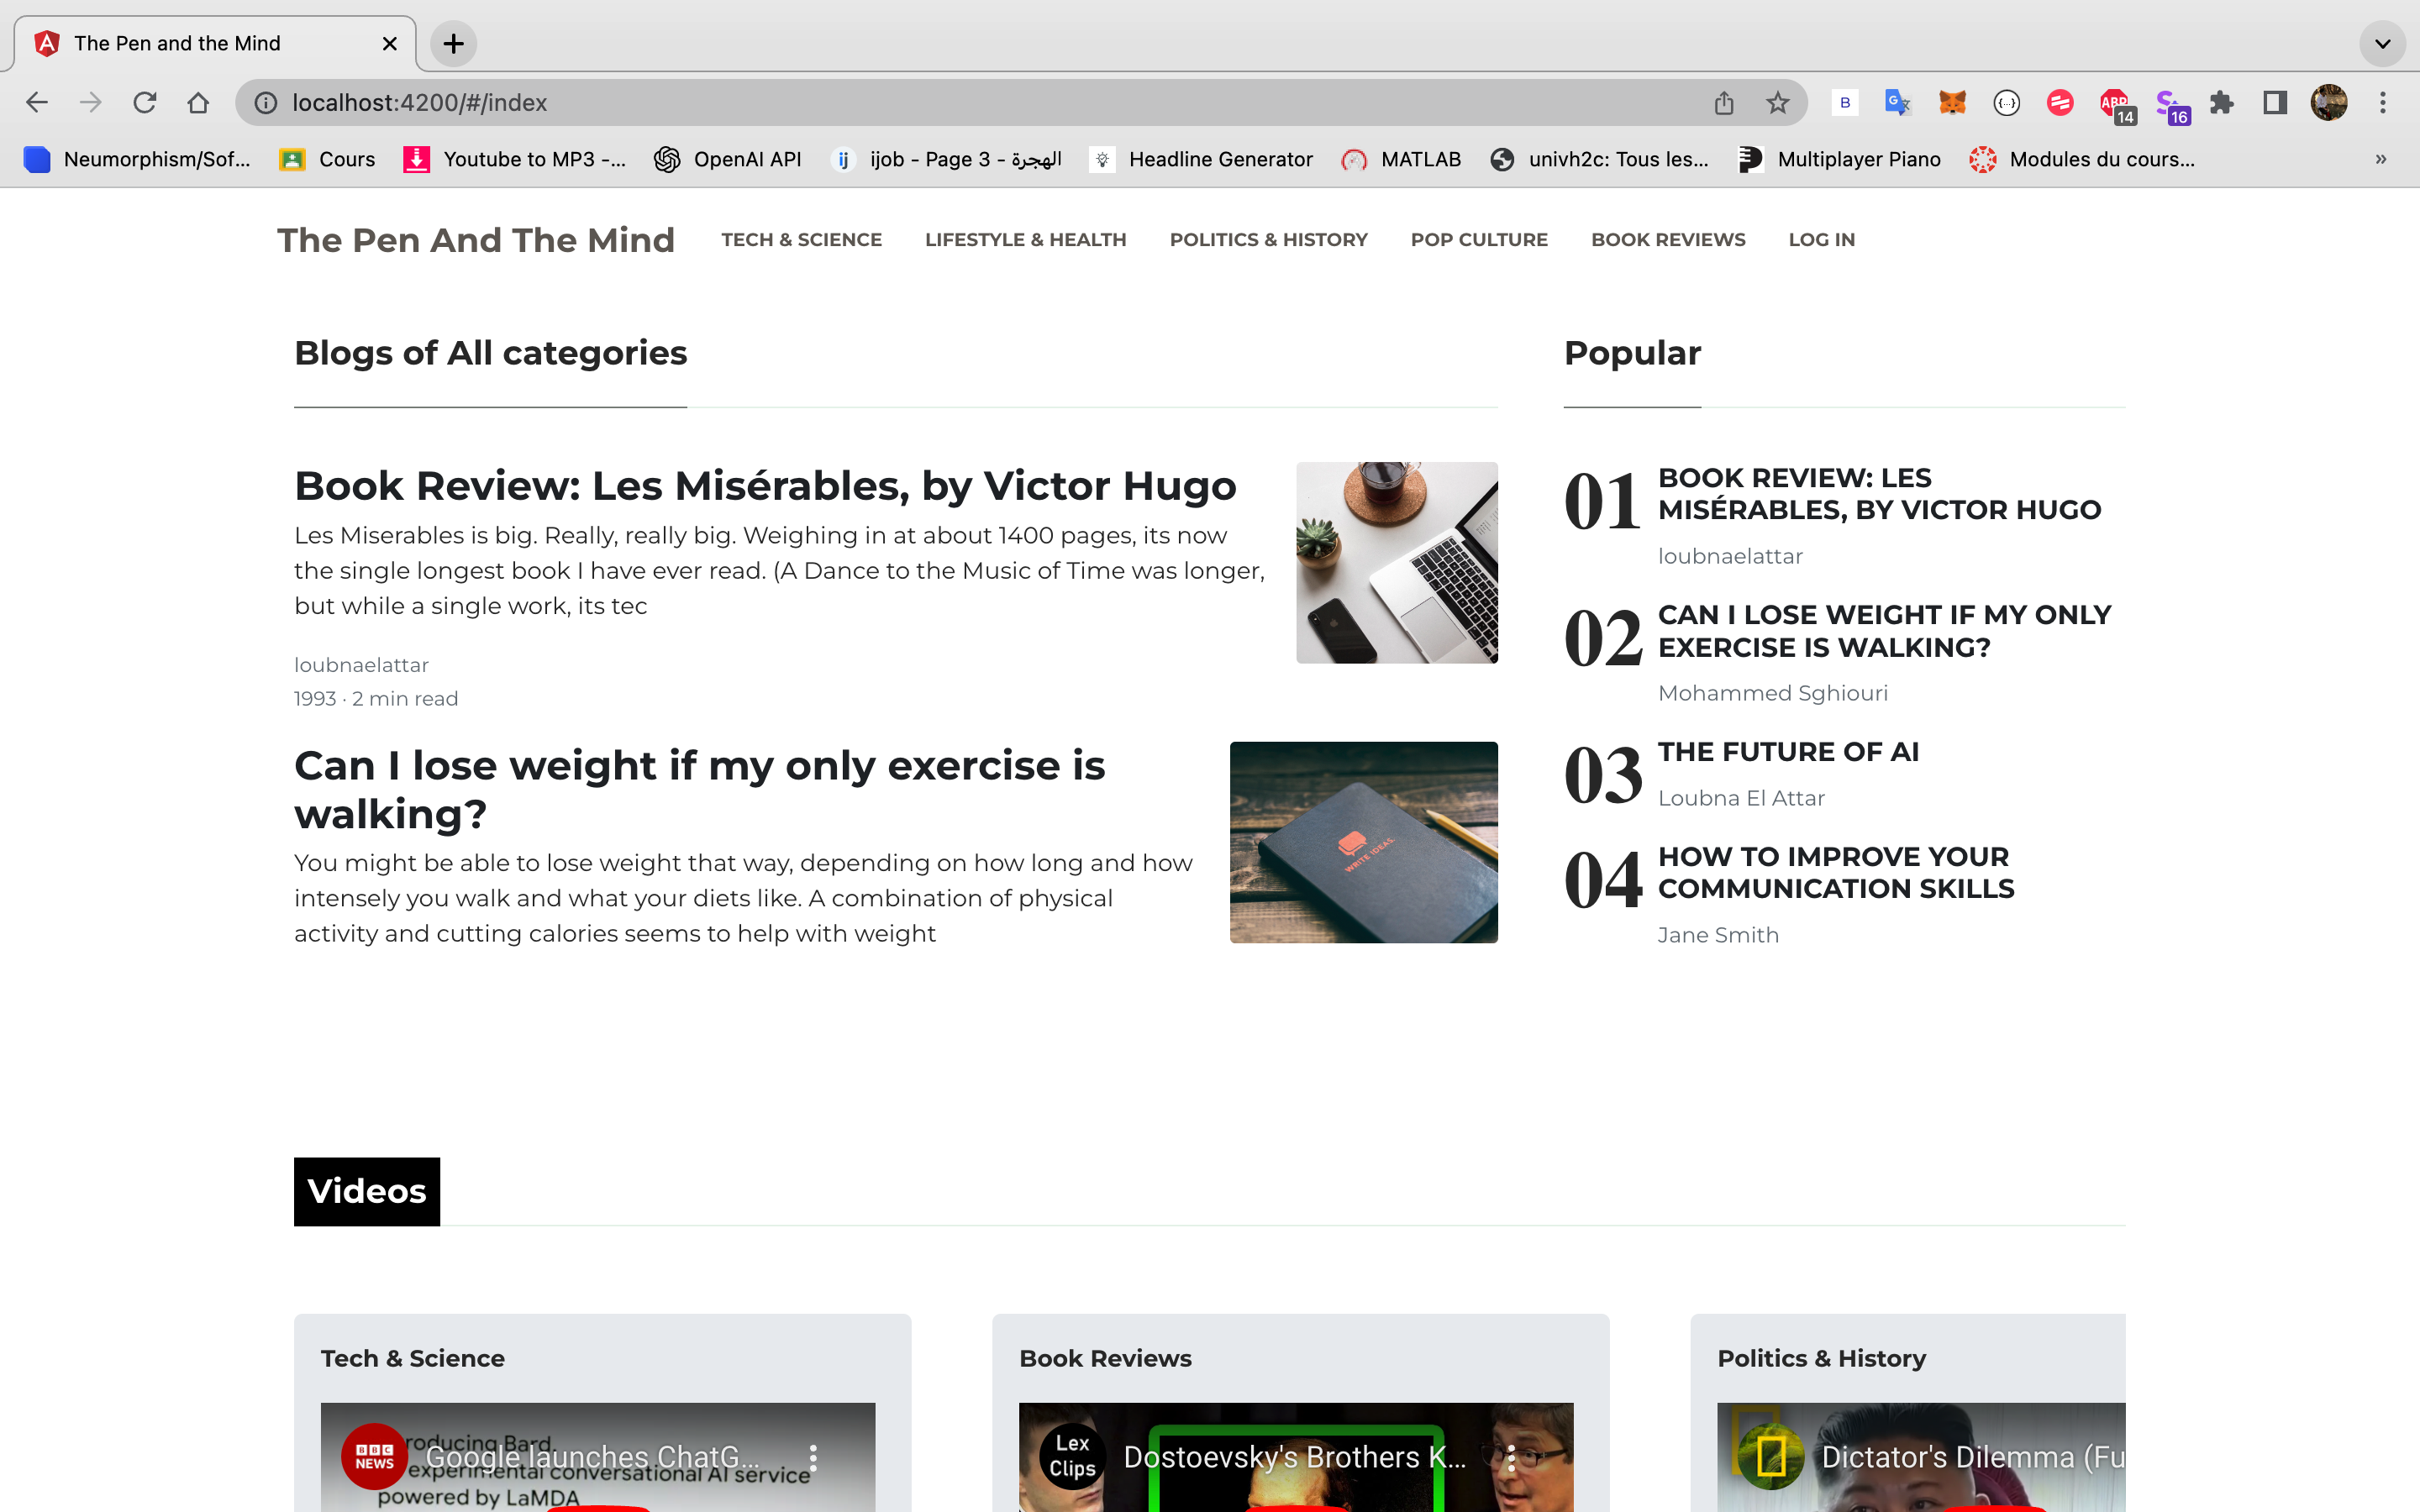 The Pen and the Mind
localhost:4200/#/index
B
14
16
Neumorphism/Sof...
Cours
Youtube to MP3 -...
OpenAI API
ij
ijob - Page 3 - الهجرة
Headline Generator
MATLAB
univh2c: Tous les...
Multiplayer Piano
Modules du cours...
»
The Pen And The Mind
TECH & SCIENCE
LIFESTYLE & HEALTH
POLITICS & HISTORY
POP CULTURE
BOOK REVIEWS
LOG IN
Blogs of All categories
Book Review: Les Misérables, by Victor Hugo
Les Miserables is big. Really, really big. Weighing in at about 1400 pages, its now
the single longest book I have ever read. (A Dance to the Music of Time was longer,
but while a single work, its tec
loubnaelattar
1993 · 2 min read
Can I lose weight if my only exercise is
walking?
You might be able to lose weight that way, depending on how long and how
intensely you walk and what your diets like. A combination of physical
activity and cutting calories seems to help with weight
WRITE IDEAS.
Popular
01
BOOK REVIEW: LES
MISÉRABLES, BY VICTOR HUGO
loubnaelattar
02
CAN I LOSE WEIGHT IF MY ONLY
EXERCISE IS WALKING?
Mohammed Sghiouri
03
THE FUTURE OF AI
Loubna El Attar
04
HOW TO IMPROVE YOUR
COMMUNICATION SKILLS
Jane Smith
Videos
Tech & Science
BBC
NEWS
Google launches ChatG...
roducing Bard,
experimental conversational AI service
powered by LaMDA
Book Reviews
Lex
Clips
Dostoevsky's Brothers K...
Politics & History
Dictator's Dilemma (Fu